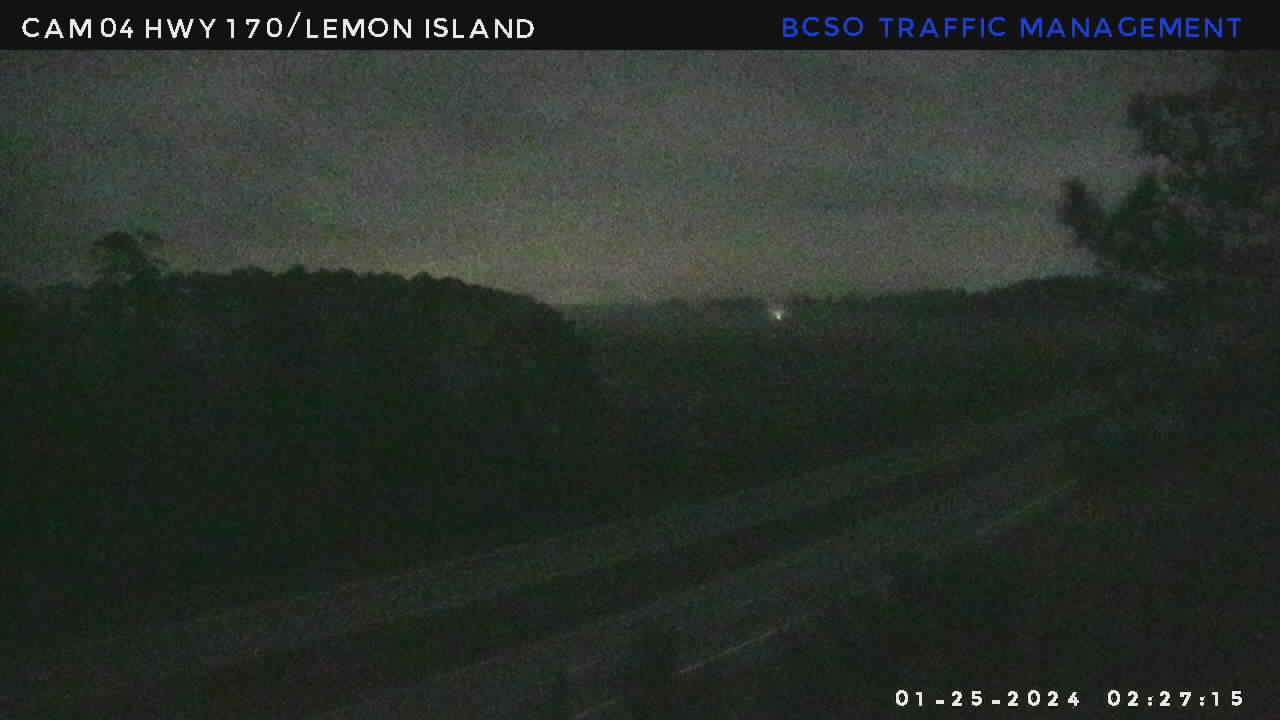 CAM04 HWY 170/LEMON ISLAND
BCSO TRAFFIC MANAGEMENT
01-25-2024 02:27:15